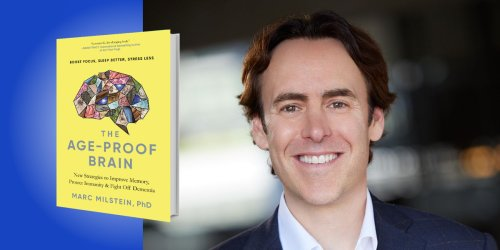 BOOST FOCUS, SLEEP BETTER, STRESS LESS
THE
AGE-PROOF
BRAIN
New Strategies to Improve Memory,
Protect Immunity & Fight Off Dementia
MARC MILSTEIN, PhD